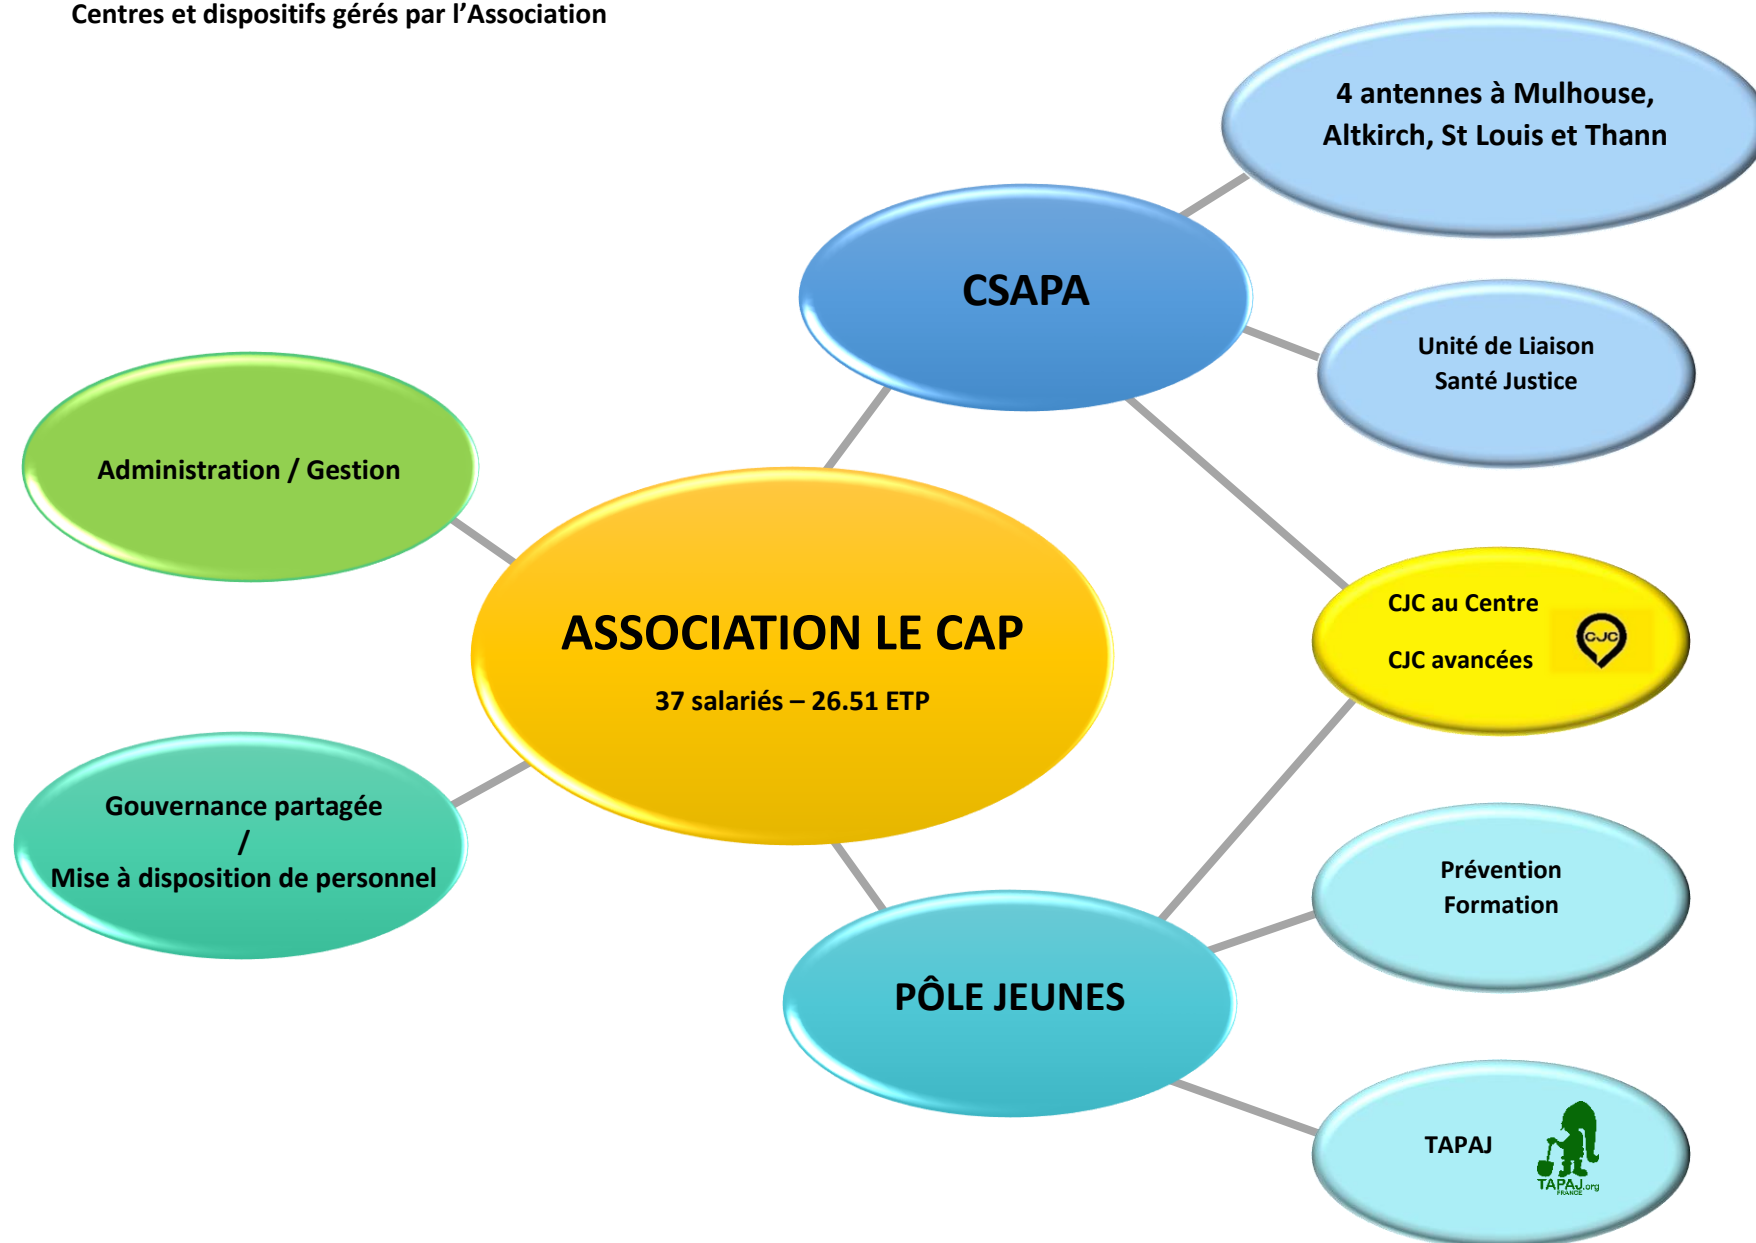 Centres et dispositifs gérés par l'Association
4 antennes à Mulhouse,
Altkirch, St Louis et Thann
CSAPA
Unité de Liaison
Santé Justice
Administration / Gestion
ASSOCIATION LE CAP
37 salariés – 26.51 ETP
CJC au Centre
CJC avancées
CJC
Gouvernance partagée
/
Mise à disposition de personnel
Prévention
Formation
PÔLE JEUNES
TAPAJ
TAPAJ.org
FRANCE